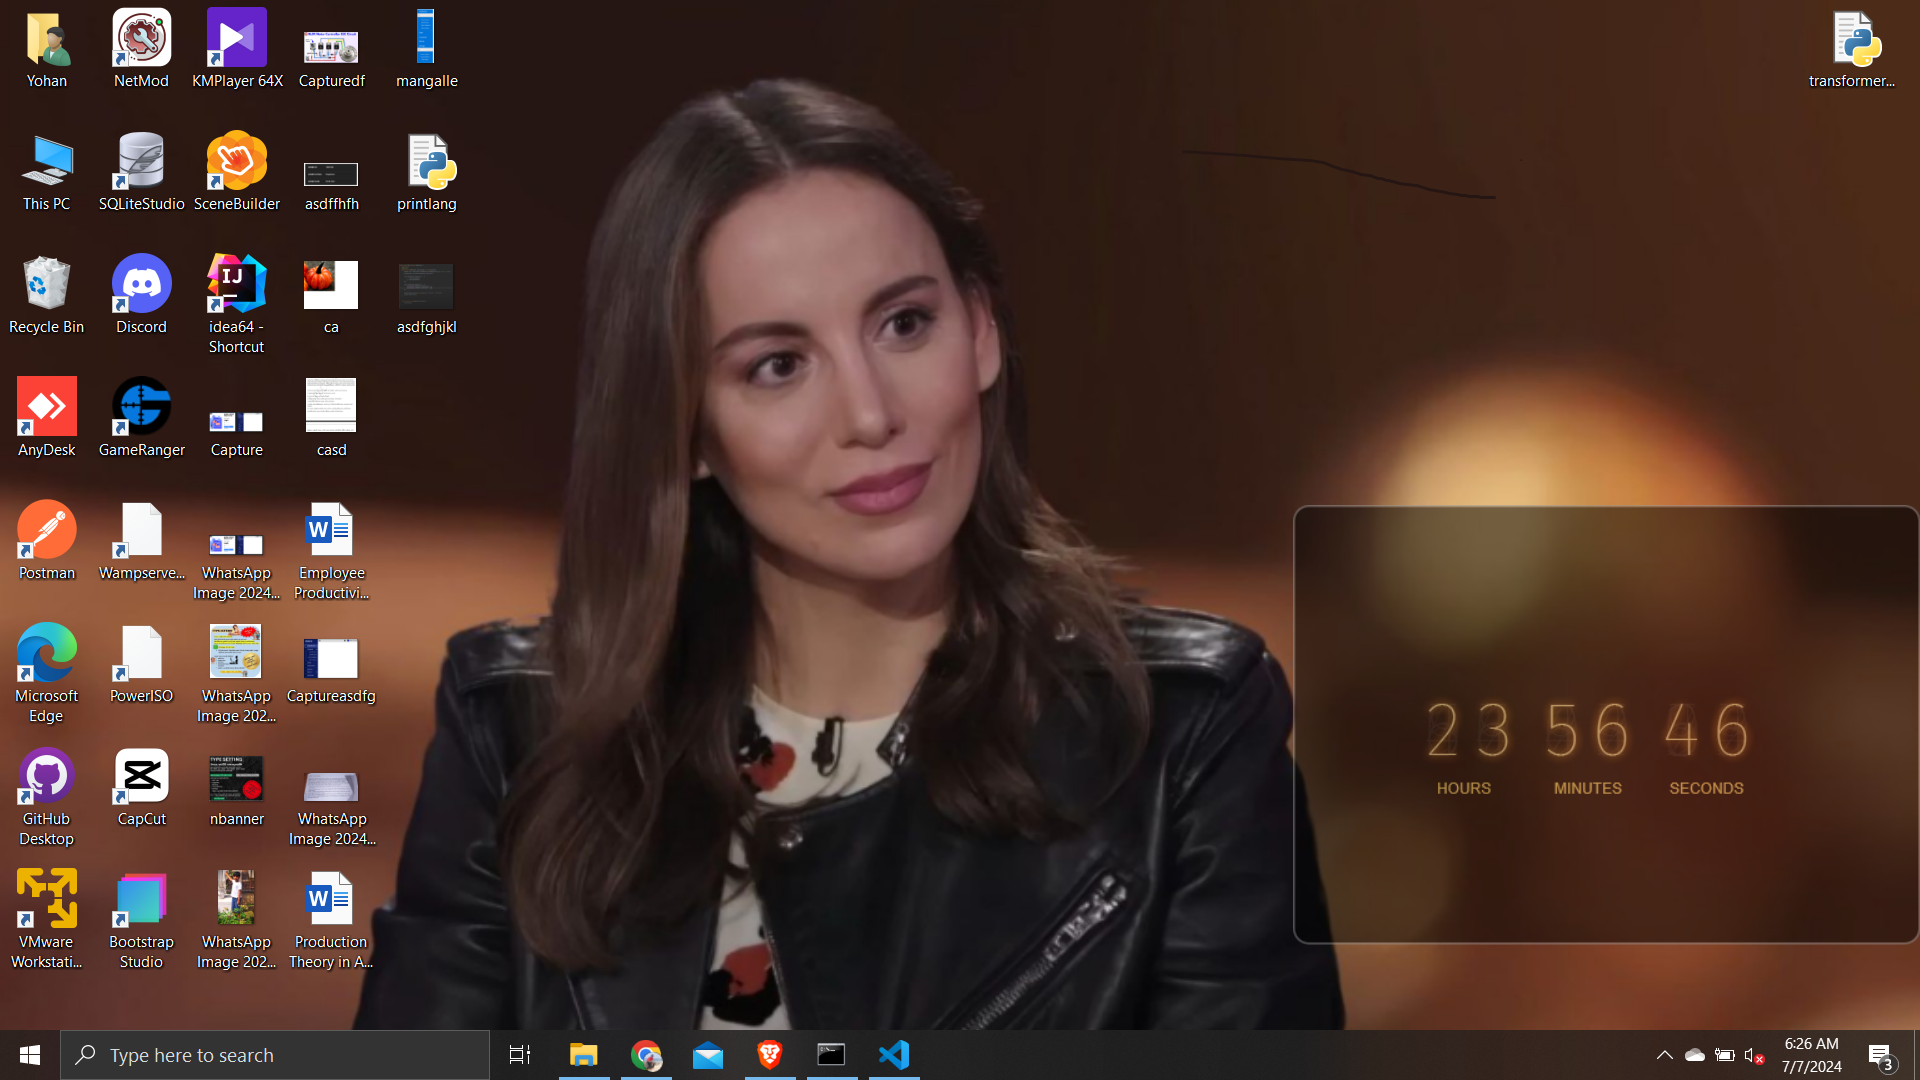 Yohan
NetMod
KMPlayer 64X
Capturedf
mangalle
transformer...
This PC
SQLiteStudio
SceneBuilder
asdffhfh
printlang
Recycle Bin
Discord
IJ
idea64 -
Shortcut
ca
asdfghjkl
AnyDesk
GameRanger
Capture
casd
Postman
Wampserve...
WhatsApp
Image 2024...
W
Employee
Productivi...
Microsoft
Edge
PowerISO
WhatsApp
Image 202...
Captureasdfg
GitHub
Desktop
CapCut
TYPE SETTING
nbanner
WhatsApp
Image 2024...
VMware
Workstati...
Bootstrap
Studio
WhatsApp
Image 202...
W
Production
Theory in A...
23 56 46
HOURS MINUTES SECONDS
Type here to search
6:26 AM
7/7/2024
3